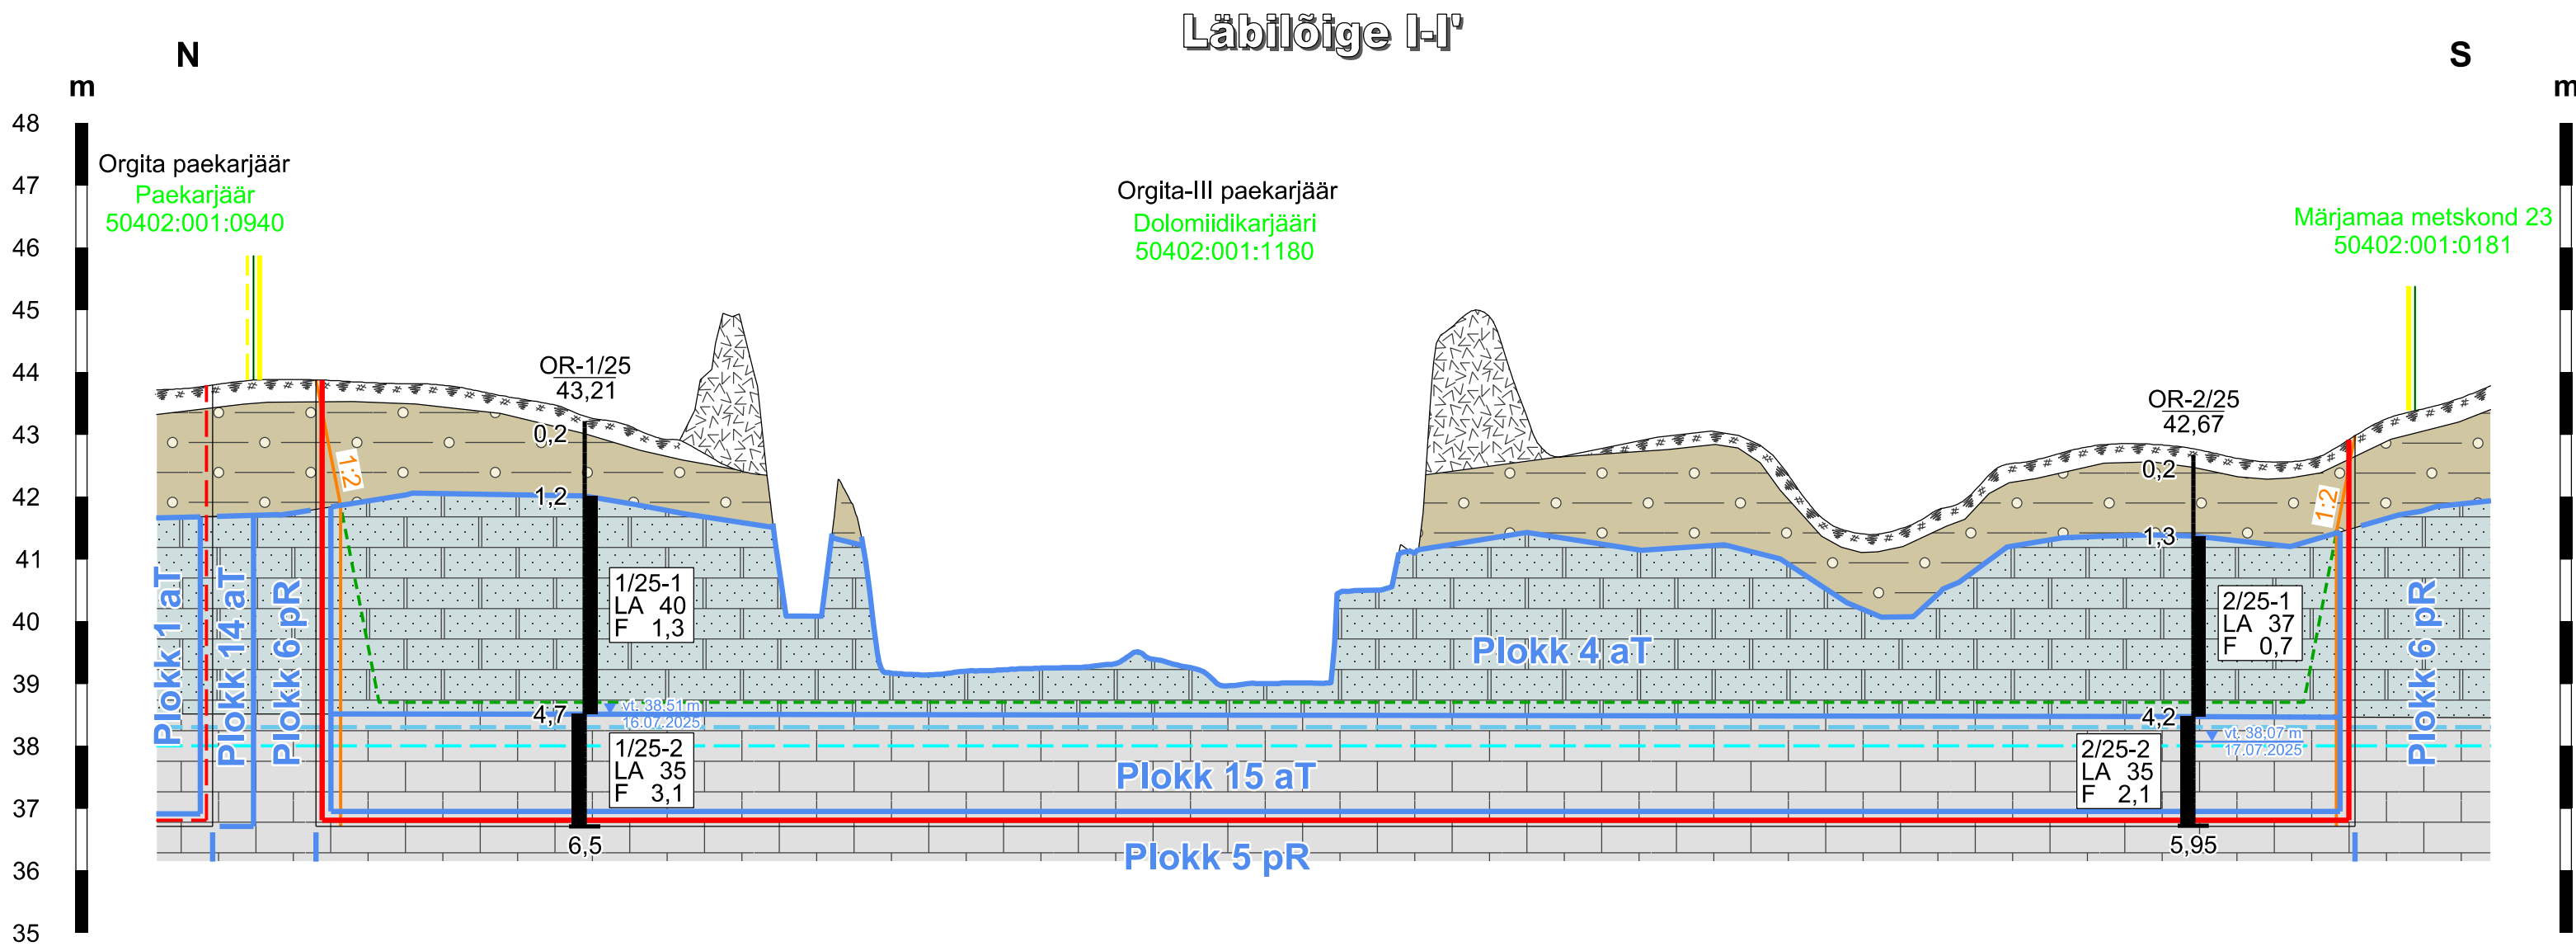 Läbilõige I-I'
N
S
m
m
48
47
46
45
44
43
42
41
40
39
38
37
36
35
Orgita paekarjäär
Paekarjäär
50402:001:0940
Orgita-III paekarjäär
Dolomiidikarjääri
50402:001:1180
Märjamaa metskond 23
50402:001:0181
OR-1/25
43,21
0,2
1,2
4,7
6,5
1:2
1/25-1
LA 40
F 1,3
vt. 38,51 m
16.07.2025
1/25-2
LA 35
F 3,1
OR-2/25
42,67
0,2
1,3
4,2
5,95
1:2
2/25-1
LA 37
F 0,7
vt. 38,07 m
17.07.2025
2/25-2
LA 35
F 2,1
Plokk 1 aT
Plokk 14 aT
Plokk 6 pR
Plokk 4 aT
Plokk 15 aT
Plokk 5 pR
Plokk 6 pR